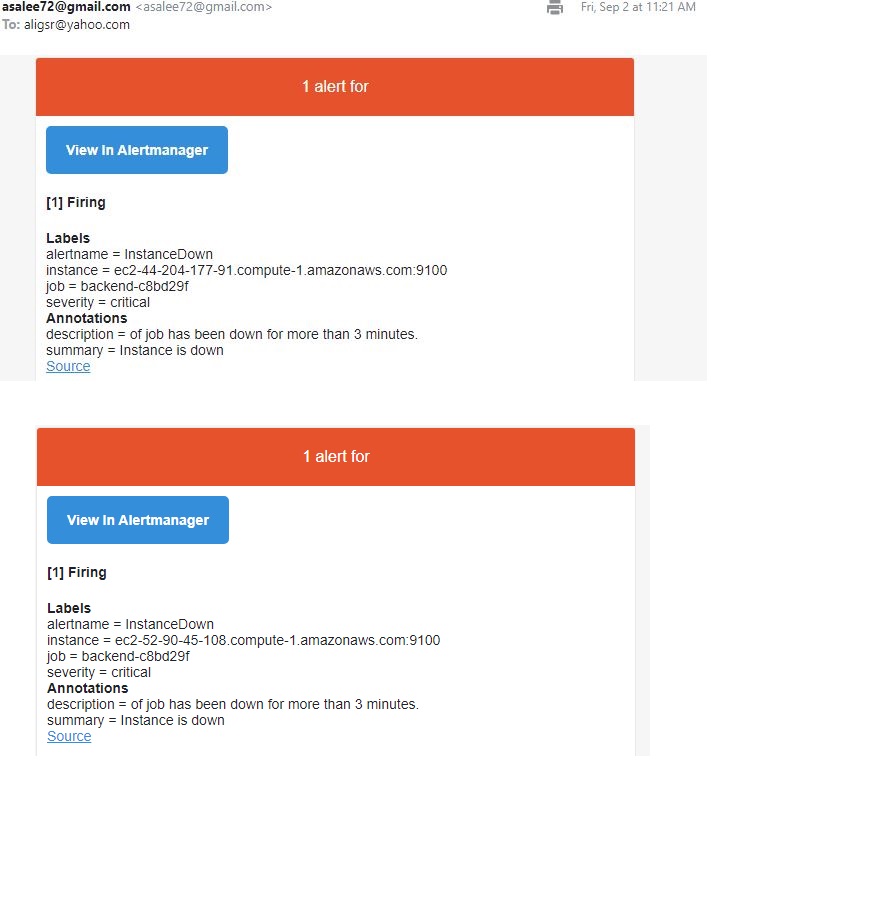 asalee72@gmail.com <asalee72@gmail.com> Fri, Sep 2 at 11:21 AM
To: aligsr@yahoo.com
1 alert for
View In Alertmanager
[1] Firing
Labels
alertname = InstanceDown
instance = ec2-44-204-177-91.compute-1.amazonaws.com:9100
job = backend-c8bd29f
severity = critical
Annotations
description = of job has been down for more than 3 minutes.
summary = Instance is down
Source
1 alert for
View In Alertmanager
[1] Firing
Labels
alertname = InstanceDown
instance = ec2-52-90-45-108.compute-1.amazonaws.com:9100
job = backend-c8bd29f
severity = critical
Annotations
description = of job has been down for more than 3 minutes.
summary = Instance is down
Source